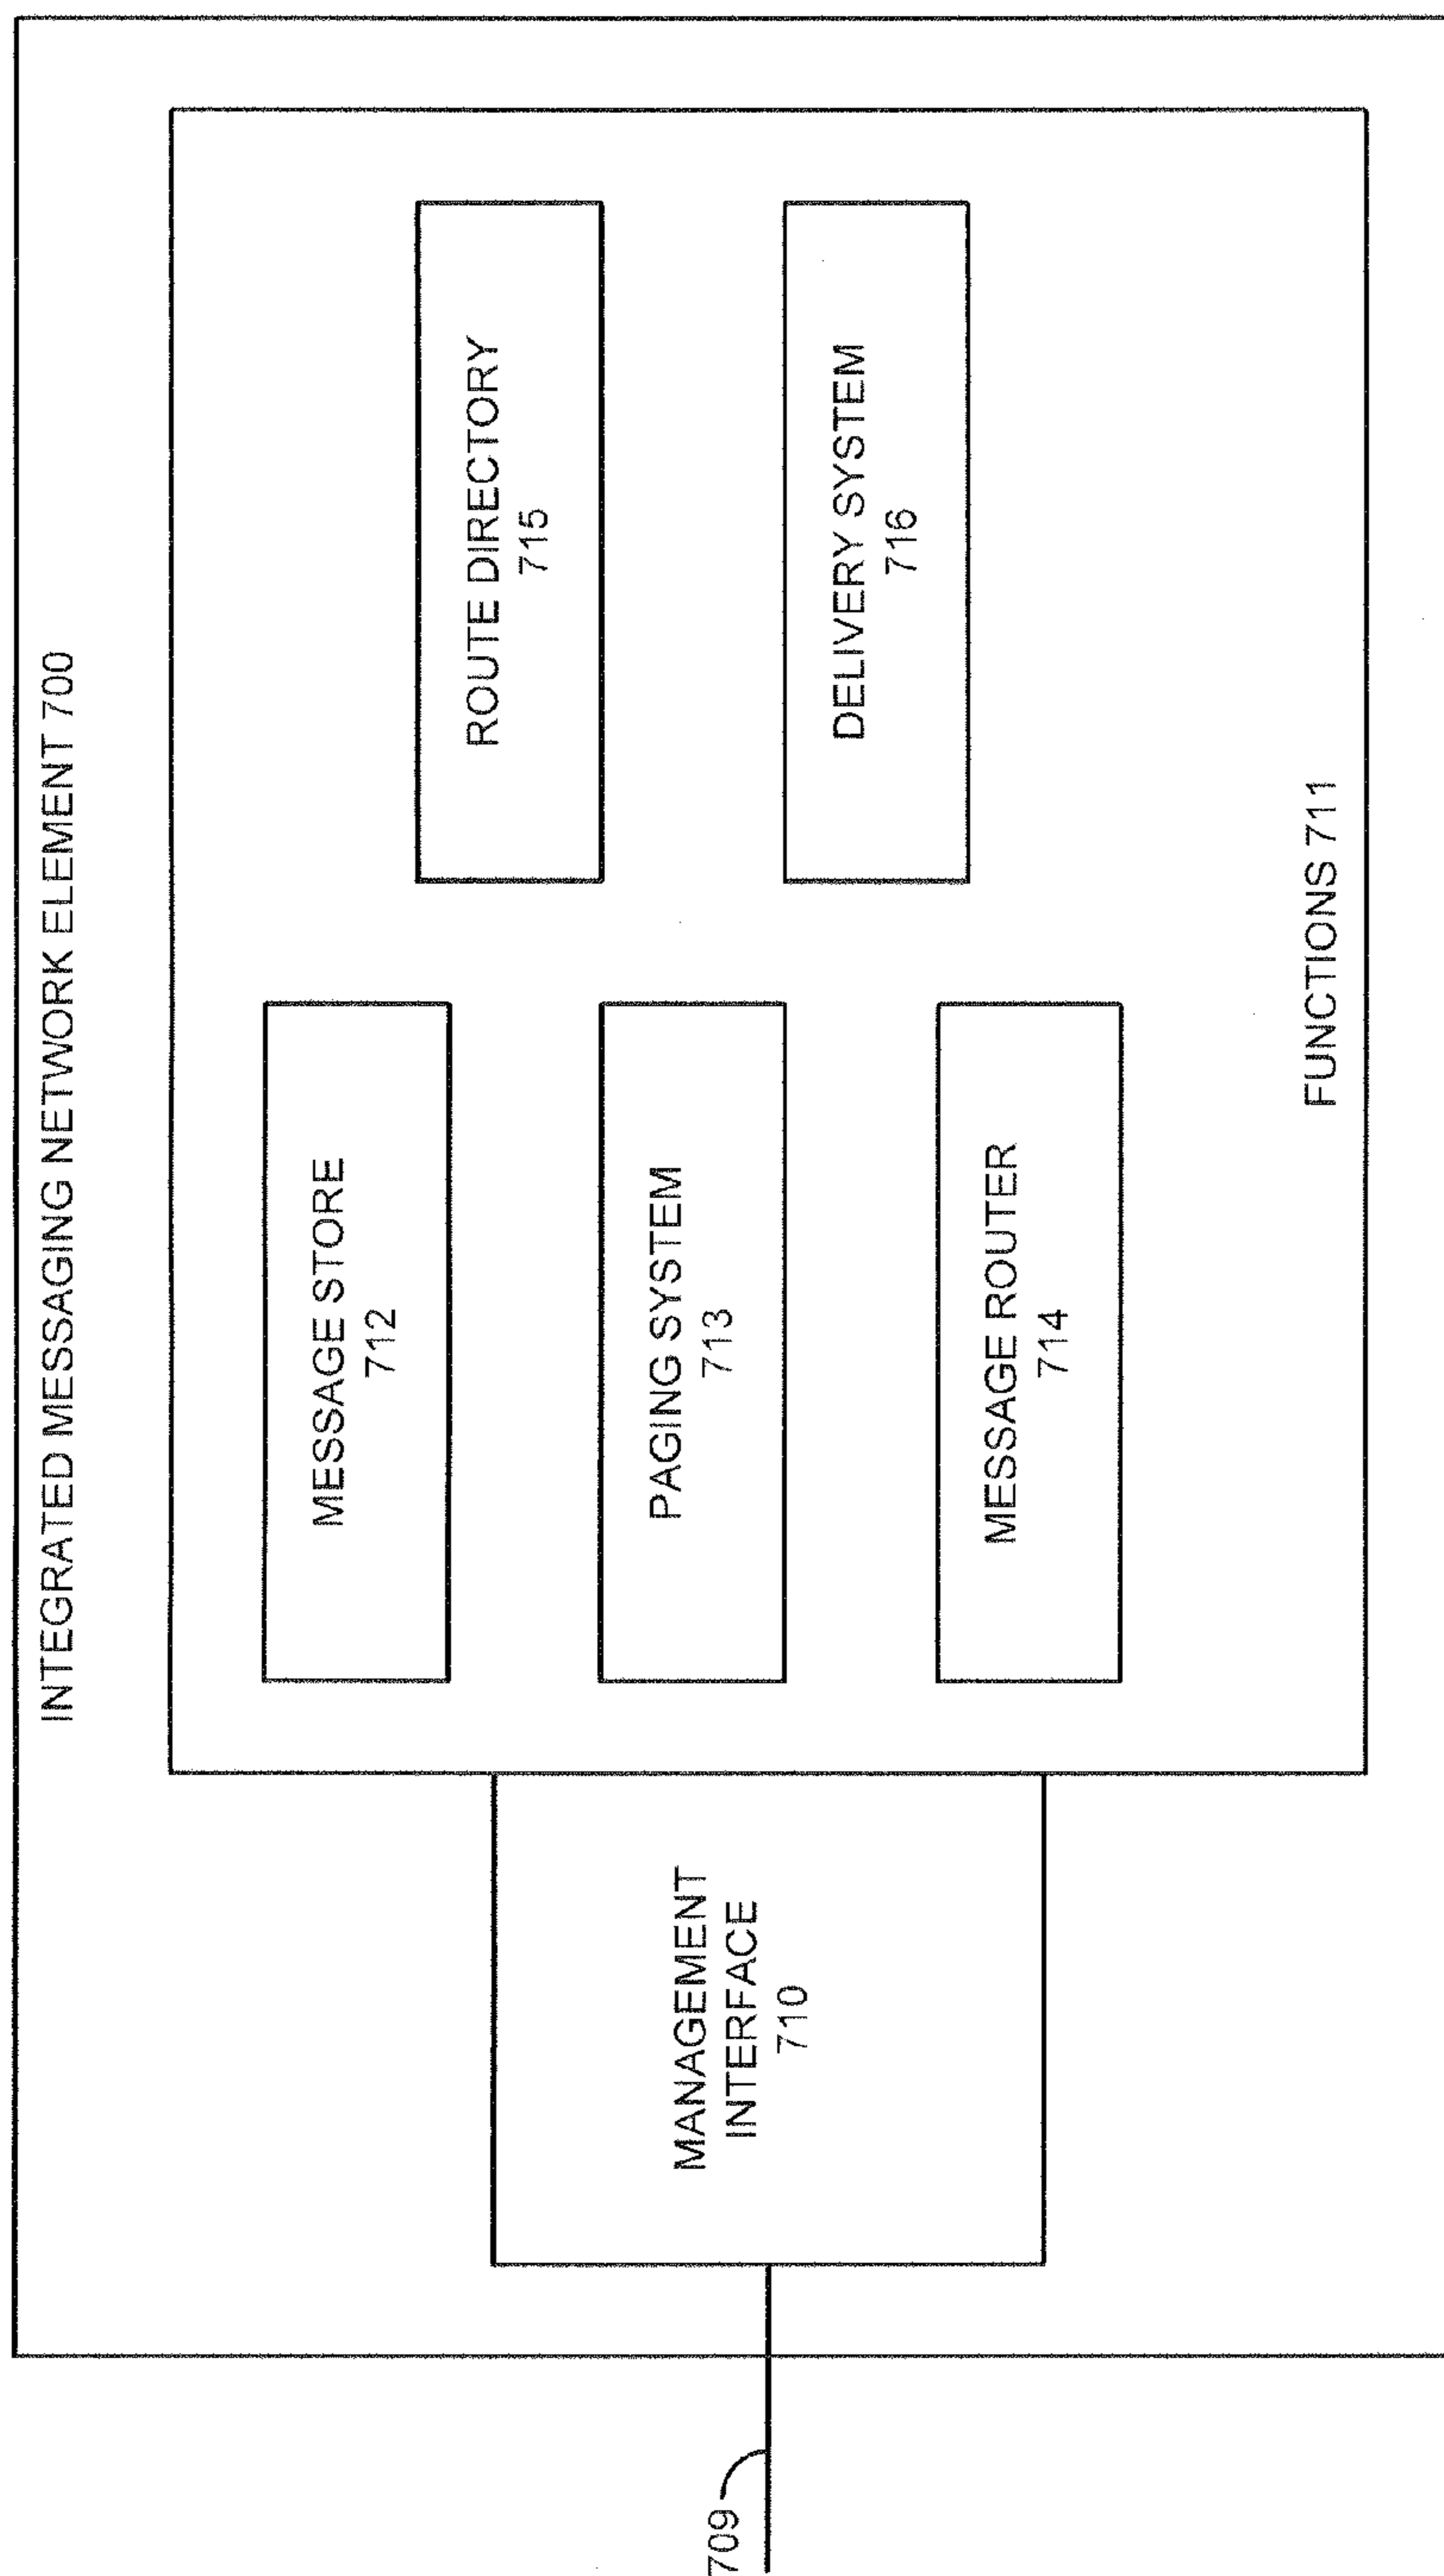 INTEGRATED MESSAGING NETWORK ELEMENT 700
709
MANAGEMENT
INTERFACE
710
MESSAGE STORE
712
PAGING SYSTEM
713
MESSAGE ROUTER
714
ROUTE DIRECTORY
715
DELIVERY SYSTEM
716
FUNCTIONS 711